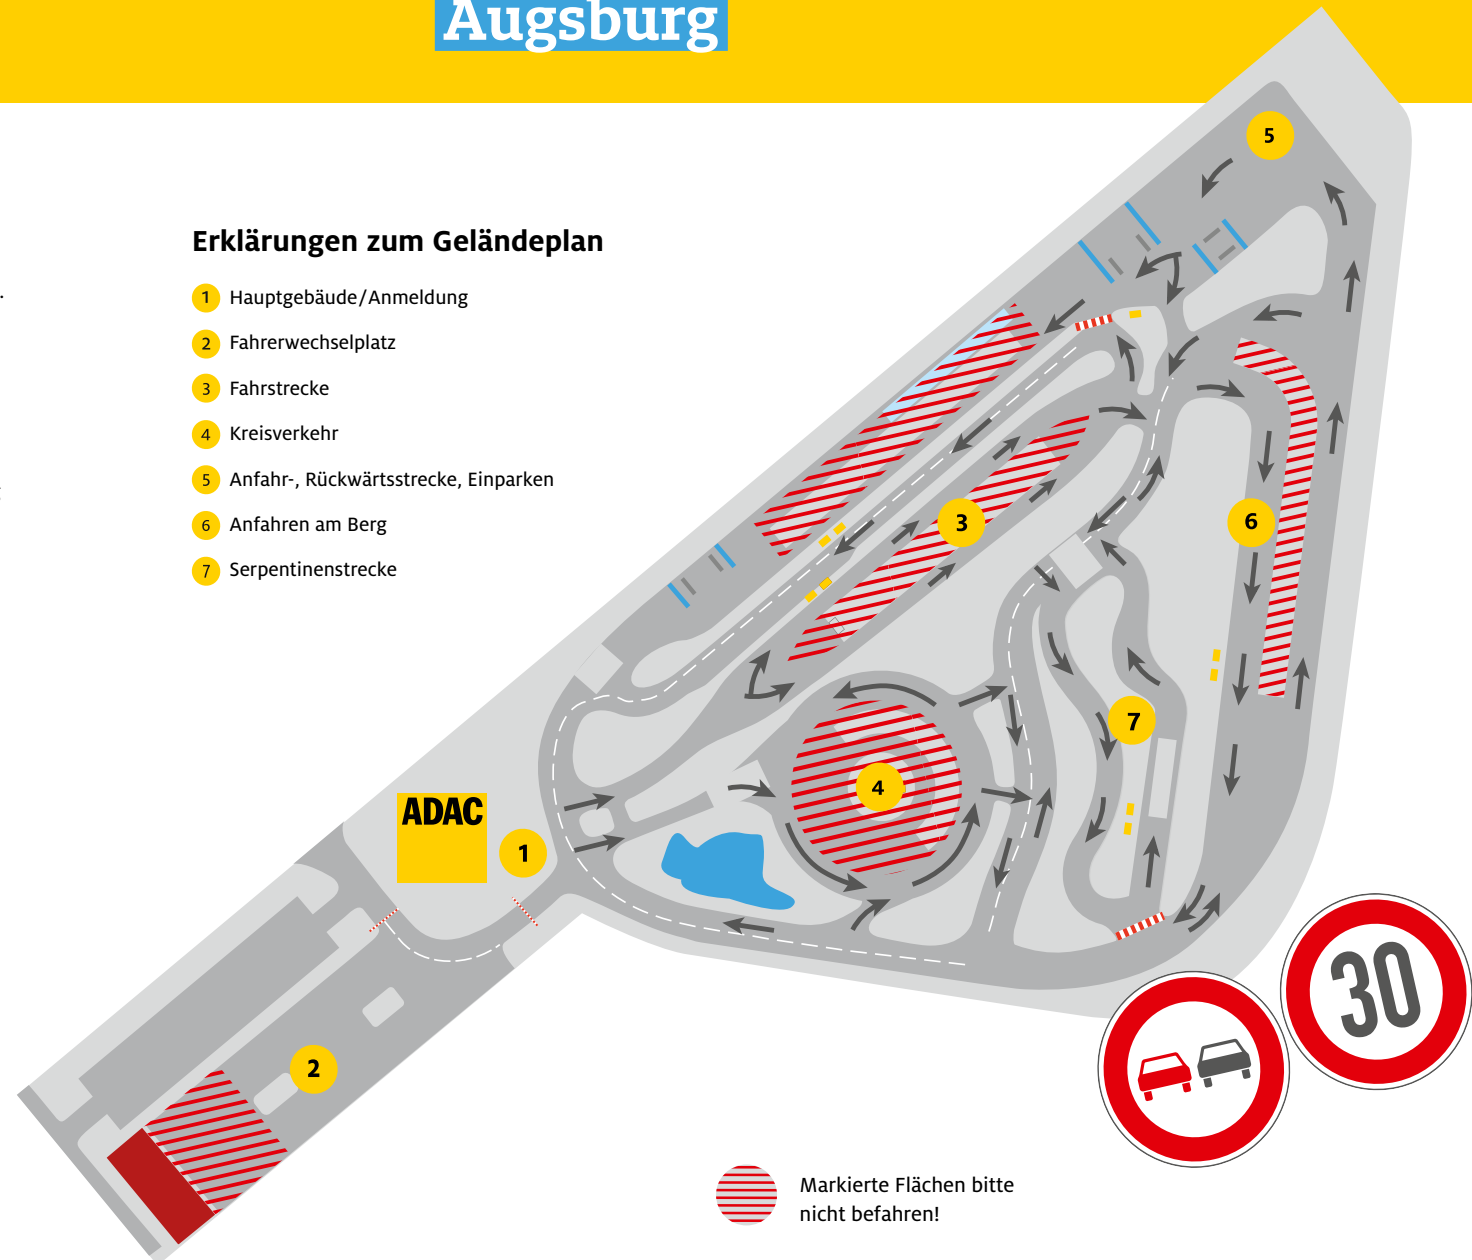 Augsburg
Erklärungen zum Geländeplan
1 Hauptgebäude/Anmeldung
2 Fahrerwechselplatz
3 Fahrstrecke
4 Kreisverkehr
5 Anfahr-, Rückwärtsstrecke, Einparken
6 Anfahren am Berg
7 Serpentinenstrecke
5
3
6
7
4
ADAC
1
2
30
Markierte Flächen bitte
nicht befahren!